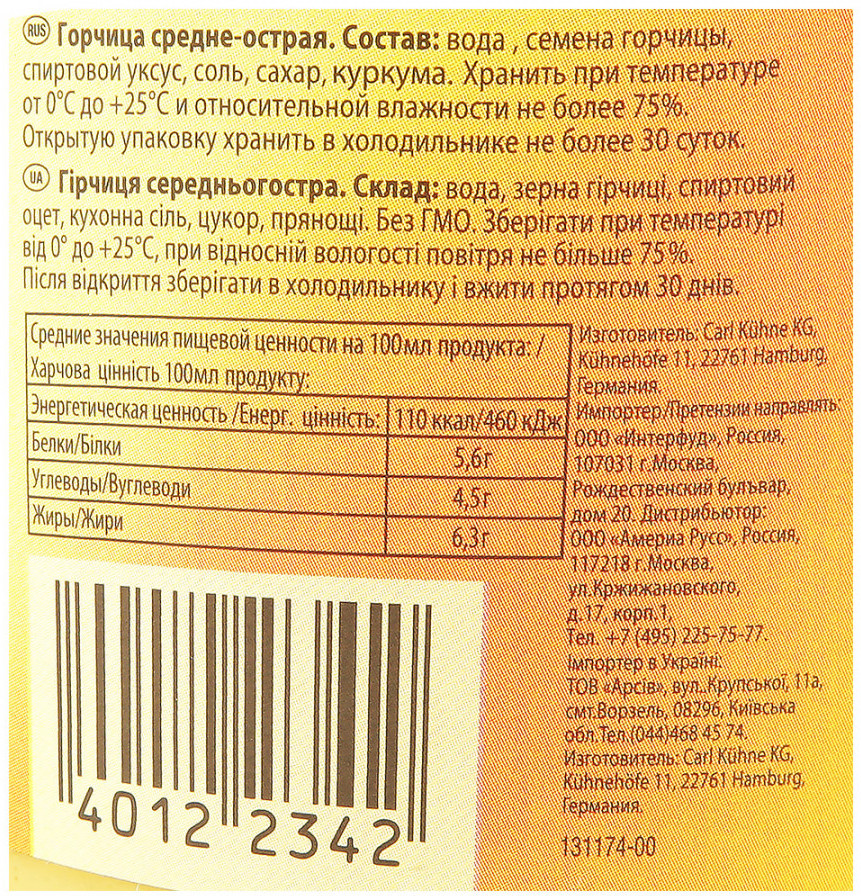 RUS Горчица средне-острая. Состав: вода , семена горчицы,
спиртовой уксус, соль, сахар, куркума. Хранить при температуре
от 0°С до +25°С и относительной влажности не более 75%.
Открытую упаковку хранить в холодильнике не более 30 суток.
UA Гірчиця середньогостра. Склад: вода, зерна гірчиці, спиртовий
оцет, кухонна сіль, цукор, прянощі. Без ГМО. Зберігати при температурі
від 0° до +25°С, при відносній вологості повітря не більше 75%.
Після відкриття зберігати в холодильнику і вжити протягом 30 днів.
Средние значения пищевой ценности на 100мл продукта: /
Харчова цінність 100мл продукту:
Энергетическая ценность /Енерг. цінність: 110 ккал/460 кДж
Белки/Білки 5,6г
Углеводы/Вуглеводи 4,5г
Жиры/Жири 6,3г
Изготовитель: Carl Kühne KG,
Kühnehöfe 11, 22761 Hamburg,
Германия.
Импортер/Претензии направлять:
ООО «Интерфуд», Россия,
107031 г.Москва,
Рождественский бульвар,
дом 20. Дистрибьютор:
ООО «Америа Русс», Россия,
117218 г.Москва,
ул.Кржижановского,
д.17, корп.1,
Тел. +7 (495) 225-75-77.
Імпортер в Україні:
ТОВ «Арсів», вул..Крупської, 11а,
смт.Ворзель, 08296, Київська
обл.Тел.(044)468 45 74.
Изготовитель: Carl Kühne KG,
Kühnehöfe 11, 22761 Hamburg,
Германия.
131174-00
4012 2342